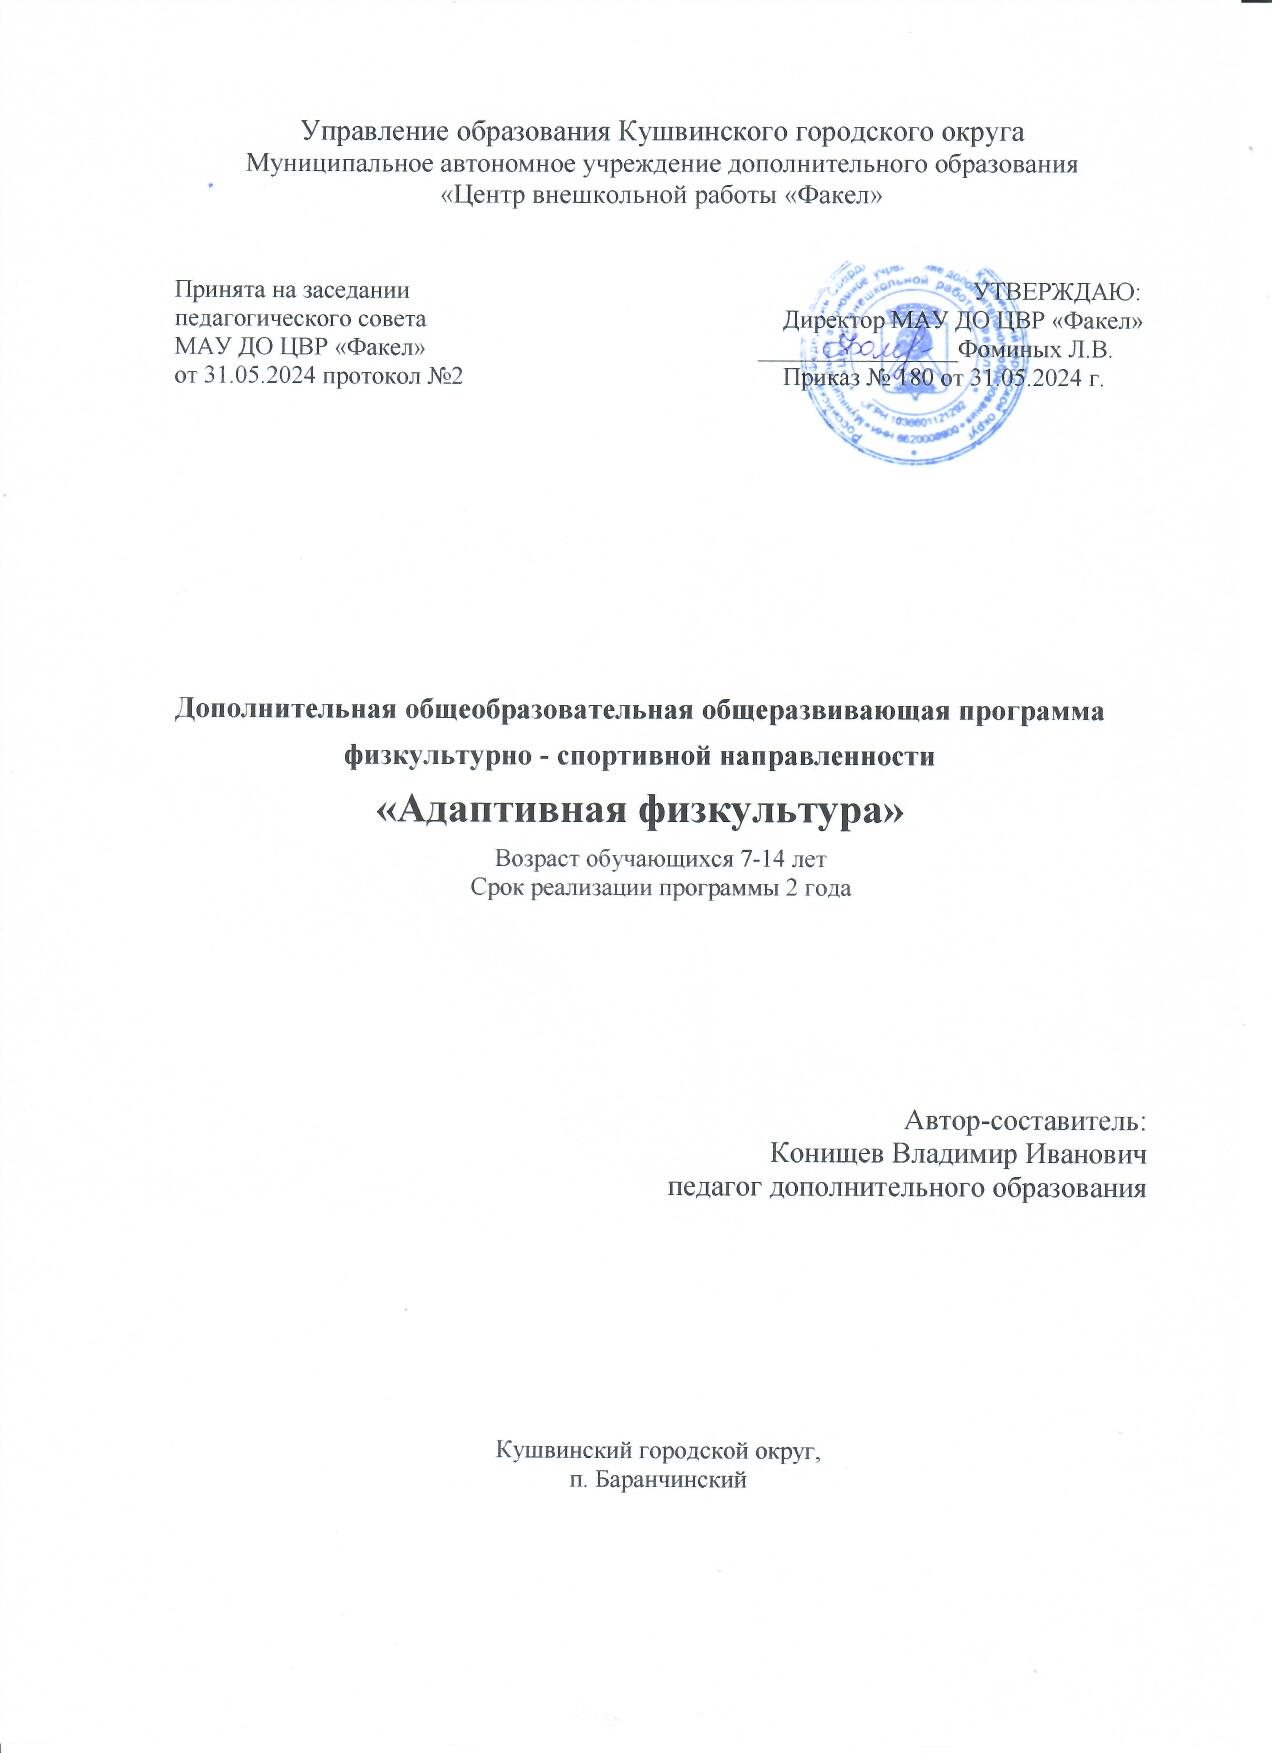 Управление образования Кушвинского городского округа
Муниципальное автономное учреждение дополнительного образования
«Центр внешкольной работы «Факел»
Принята на заседании
педагогического совета
МАУ ДО ЦВР «Факел»
от 31.05.2024 протокол №2
УТВЕРЖДАЮ:
Директор МАУ ДО ЦВР «Факел»
Фоминых Л.В.
Приказ № 180 от 31.05.2024 г.
Дополнительная общеобразовательная общеразвивающая программа
физкультурно - спортивной направленности
«Адаптивная физкультура»
Возраст обучающихся 7-14 лет
Срок реализации программы 2 года
Автор-составитель:
Конищев Владимир Иванович
педагог дополнительного образования
Кушвинский городской округ,
п. Баранчинский